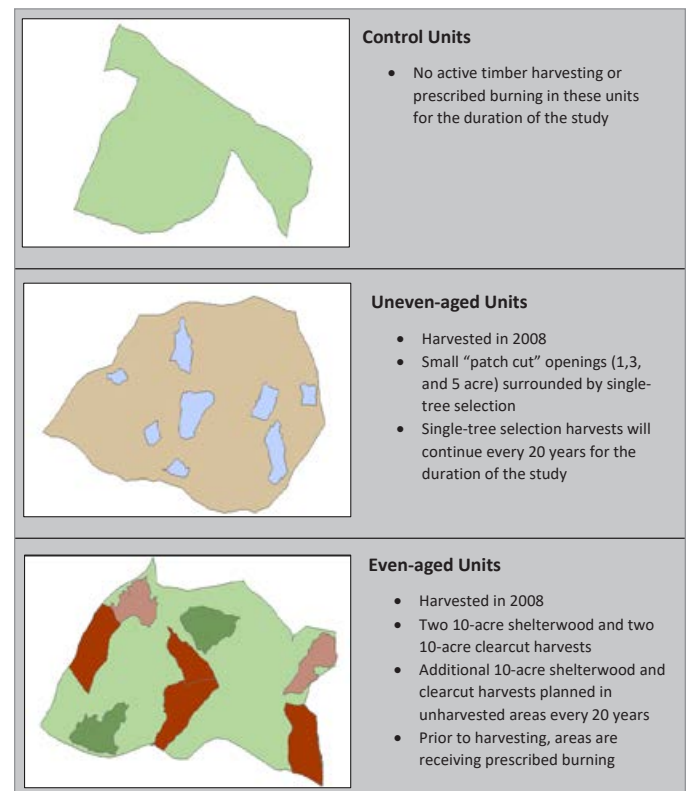 Control Units
• No active timber harvesting or
prescribed burning in these units
for the duration of the study
Uneven-aged Units
• Harvested in 2008
• Small “patch cut” openings (1,3,
and 5 acre) surrounded by single-
tree selection
• Single-tree selection harvests will
continue every 20 years for the
duration of the study
Even-aged Units
• Harvested in 2008
• Two 10-acre shelterwood and two
10-acre clearcut harvests
• Additional 10-acre shelterwood and
clearcut harvests planned in
unharvested areas every 20 years
• Prior to harvesting, areas are
receiving prescribed burning